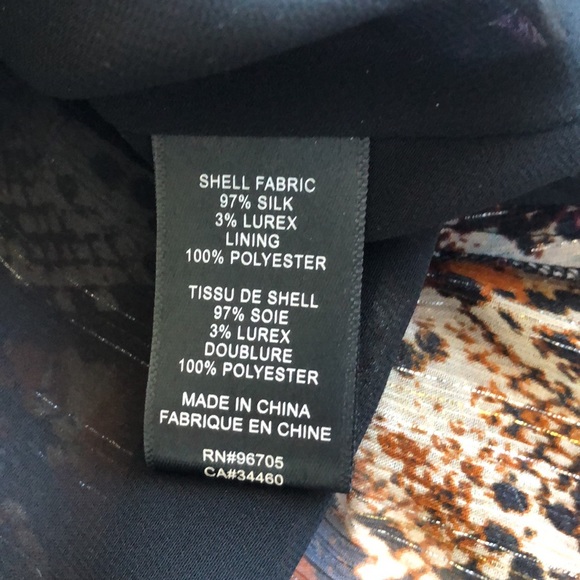 SHELL FABRIC
97% SILK
3% LUREX
LINING
100% POLYESTER
TISSU DE SHELL
97% SOIE
3% LUREX
DOUBLURE
100% POLYESTER
MADE IN CHINA
FABRIQUE EN CHINE
RN#96705
CA#34460